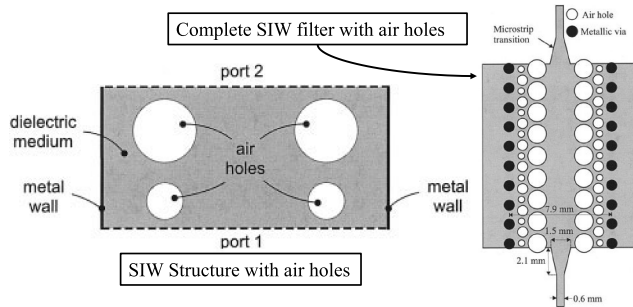 Complete SIW filter with air holes
Air hole
Metallic via
Microstrip
transition
port 2
dielectric
medium
air
holes
metal
wall
metal
wall
port 1
SIW Structure with air holes
7.9 mm
1.5 mm
2.1 mm
0.6 mm